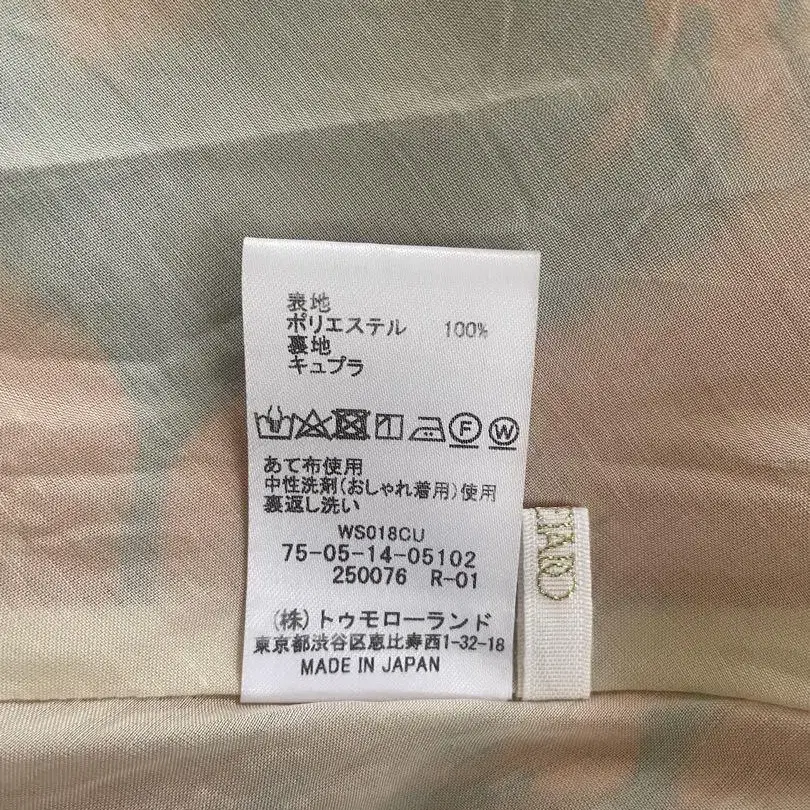 表地
ポリエステル 100%
裏地
キュプラ
F W
あて布使用
中性洗剤(おしゃれ着用)使用
裏返し洗い
WS018CU
75-05-14-05102
250076 R-01
(株)トゥモローランド
東京都渋谷区恵比寿西1-32-18
MADE IN JAPAN